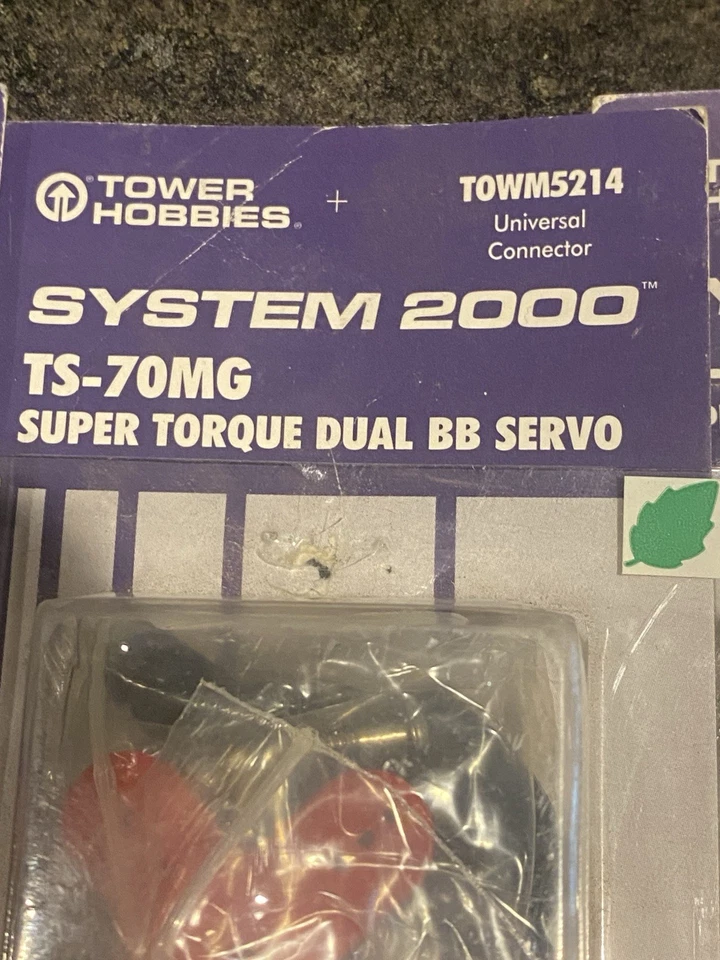 TOWER
HOBBIES
TOWM5214
Universal
Connector
SYSTEM 2000™
TS-70MG
SUPER TORQUE DUAL BB SERVO